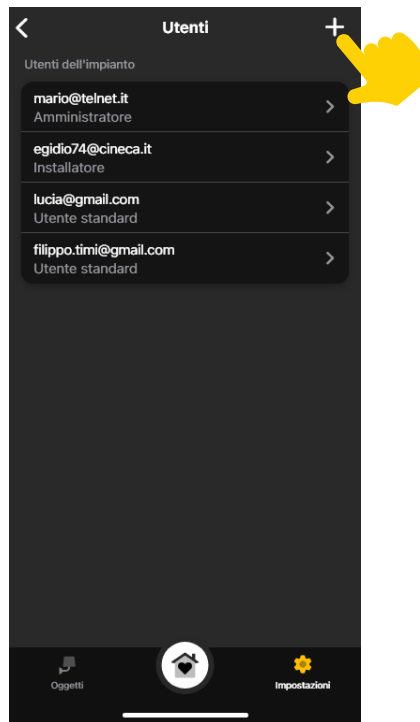 Utenti
Utenti dell'impianto
mario@telnet.it
Amministratore
egidio74@cineca.it
Installatore
lucia@gmail.com
Utente standard
filippo.timi@gmail.com
Utente standard
Oggetti
Impostazioni